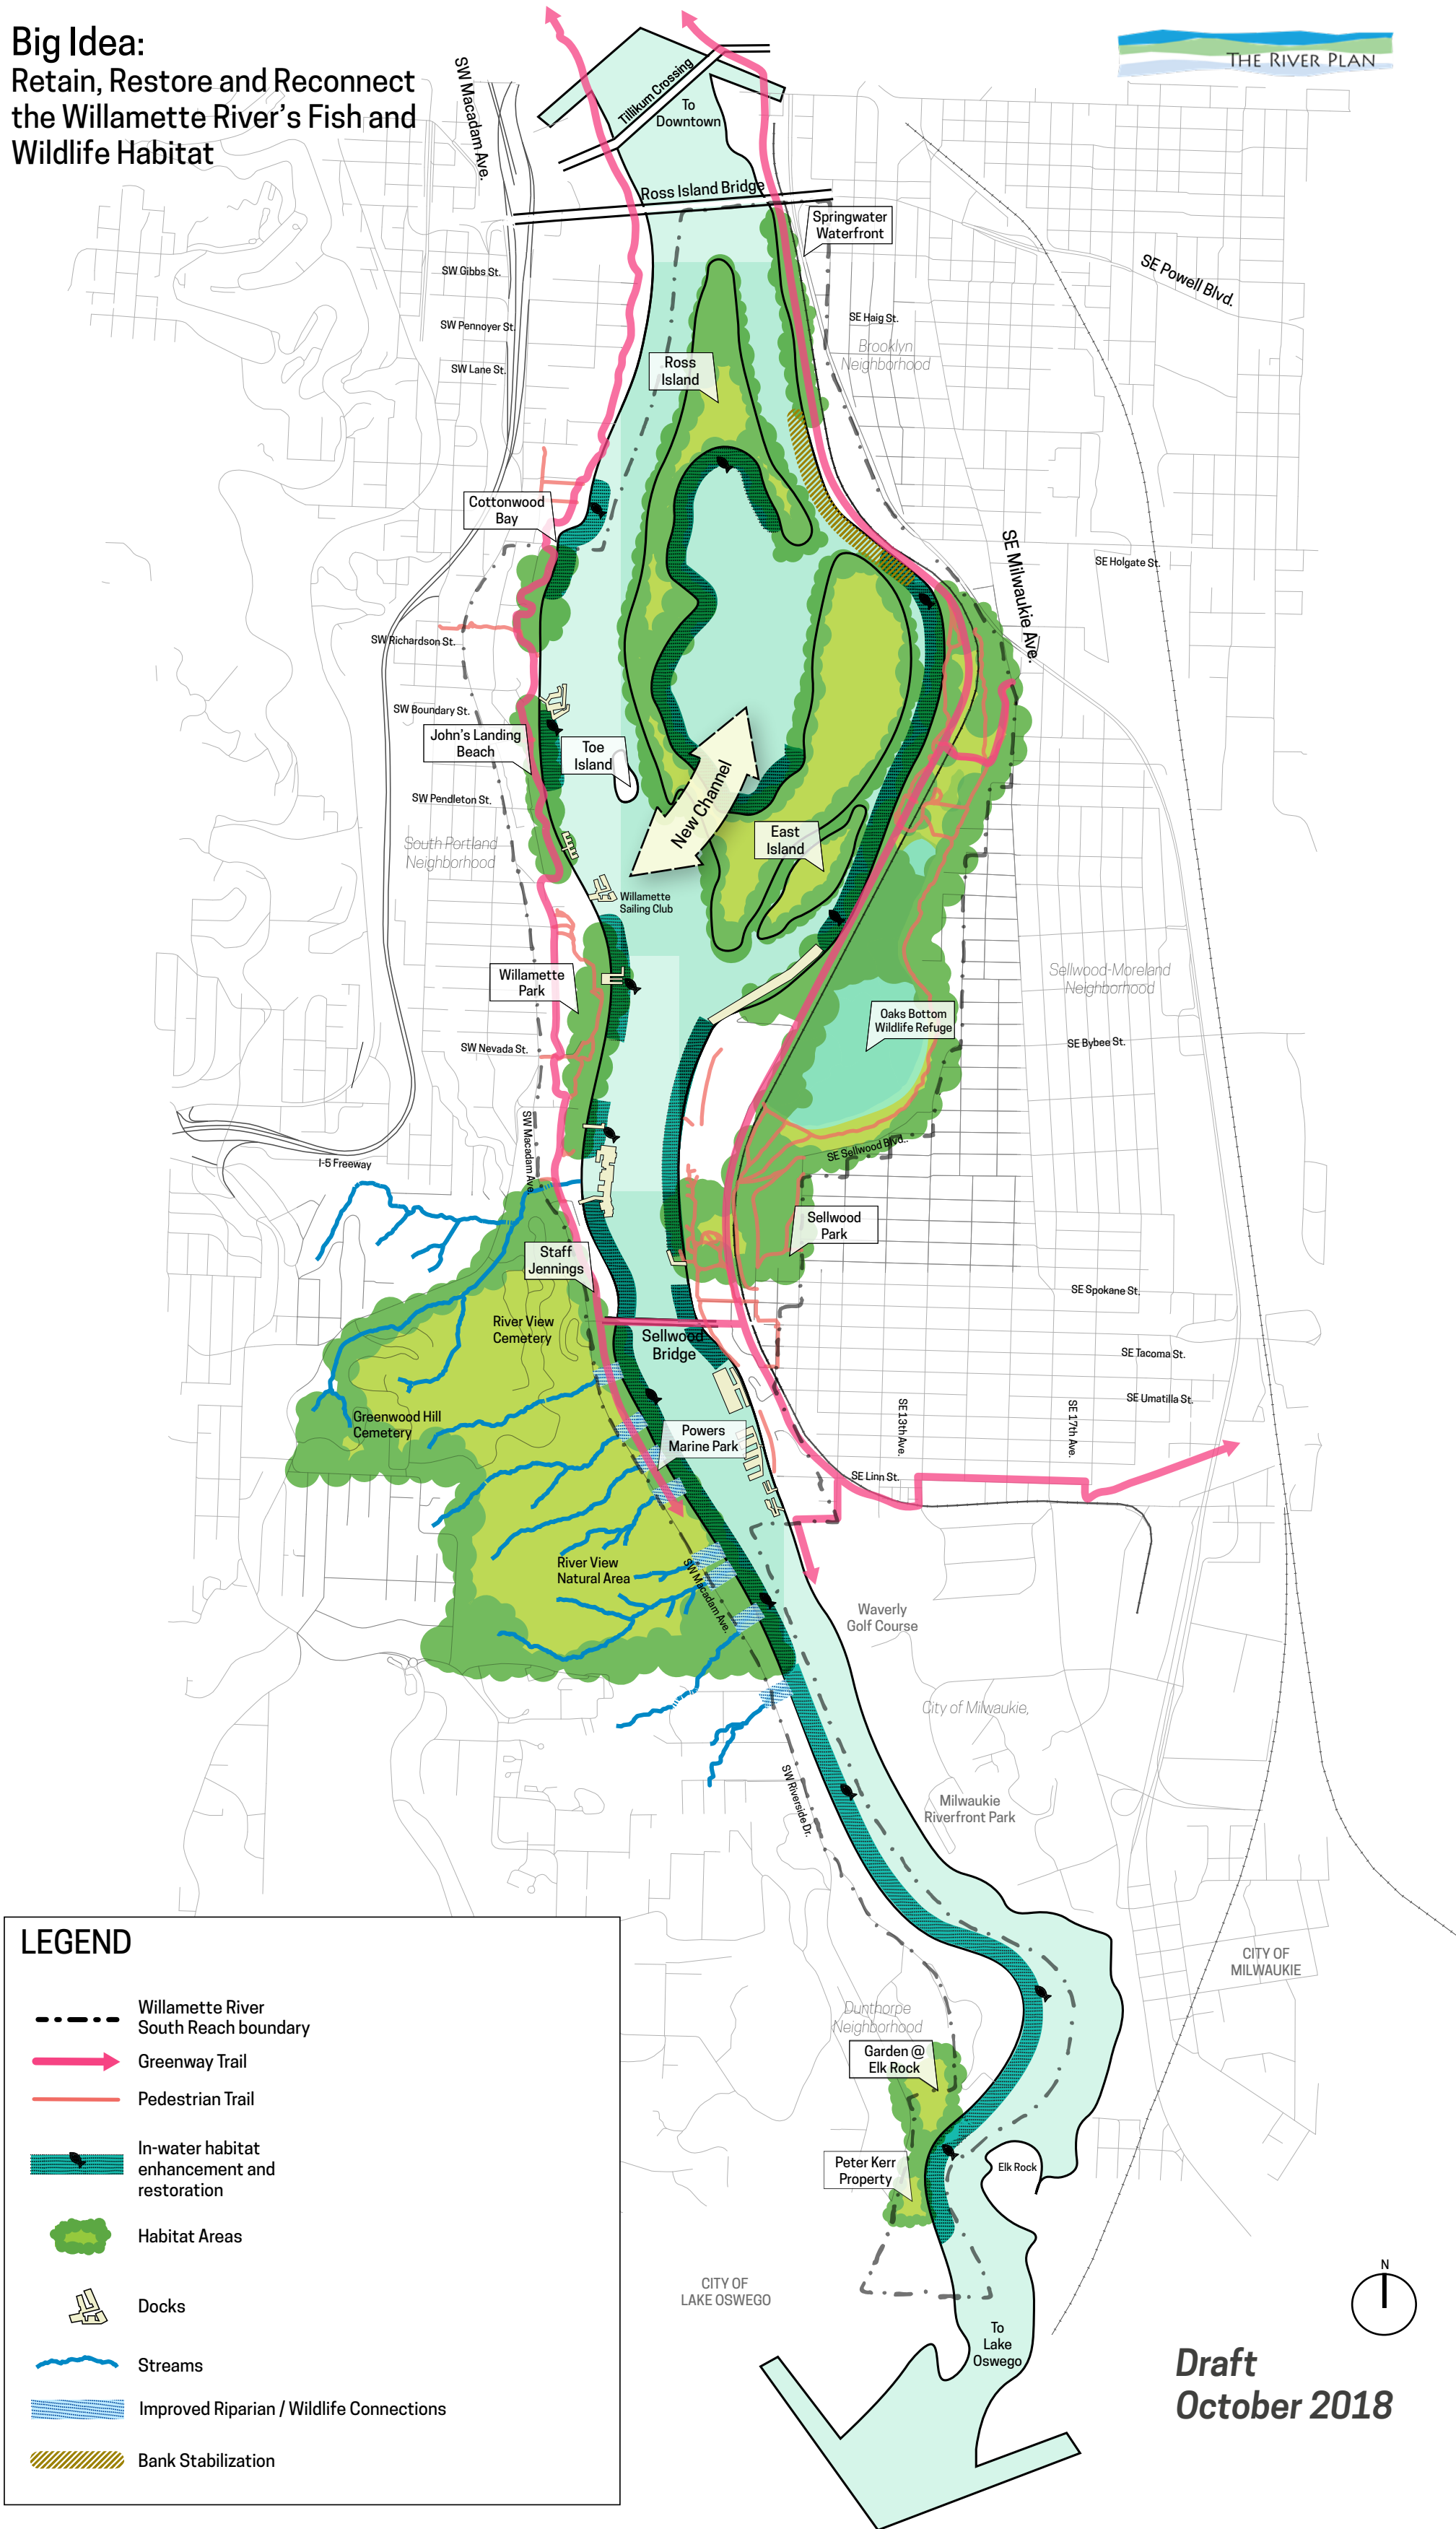 Big Idea:
Retain, Restore and Reconnect
the Willamette River's Fish and
Wildlife Habitat
THE RIVER PLAN
SW Macadam Ave.
Tillikum Crossing
To
Downtown
Ross Island Bridge
Springwater
Waterfront
SE Powell Blvd.
SW Gibbs St.
SW Pennoyer St.
SW Lane St.
SE Haig St.
Brooklyn
Neighborhood
Ross
Island
Cottonwood
Bay
SE Milwaukie Ave.
SE Holgate St.
SW Richardson St.
SW Boundary St.
John's Landing
Beach
Toe
Island
SW Pendleton St.
New Channel
South Portland
Neighborhood
East
Island
Willamette
Sailing Club
Willamette
Park
Sellwood-Moreland
Neighborhood
Oaks Bottom
Wildlife Refuge
SW Nevada St.
SE Bybee St.
SW Macadam Ave.
SE Sellwood Blvd..
I-5 Freeway
Sellwood
Park
Staff
Jennings
SE Spokane St.
River View
Cemetery
Sellwood
Bridge
SE Tacoma St.
SE Umatilla St.
SE 13th Ave.
SE 17th Ave.
Greenwood Hill
Cemetery
Powers
Marine Park
SE Linn St.
River View
Natural Area
SW Macadam Ave.
Waverly
Golf Course
City of Milwaukie,
SW Riverside Dr.
Milwaukie
Riverfront Park
CITY OF
MILWAUKIE
Dunthorpe
Neighborhood
Garden @
Elk Rock
Peter Kerr
Property
Elk Rock
CITY OF
LAKE OSWEGO
To
Lake
Oswego
N
Draft
October 2018
LEGEND
Willamette River
South Reach boundary
Greenway Trail
Pedestrian Trail
In-water habitat
enhancement and
restoration
Habitat Areas
Docks
Streams
Improved Riparian / Wildlife Connections
Bank Stabilization